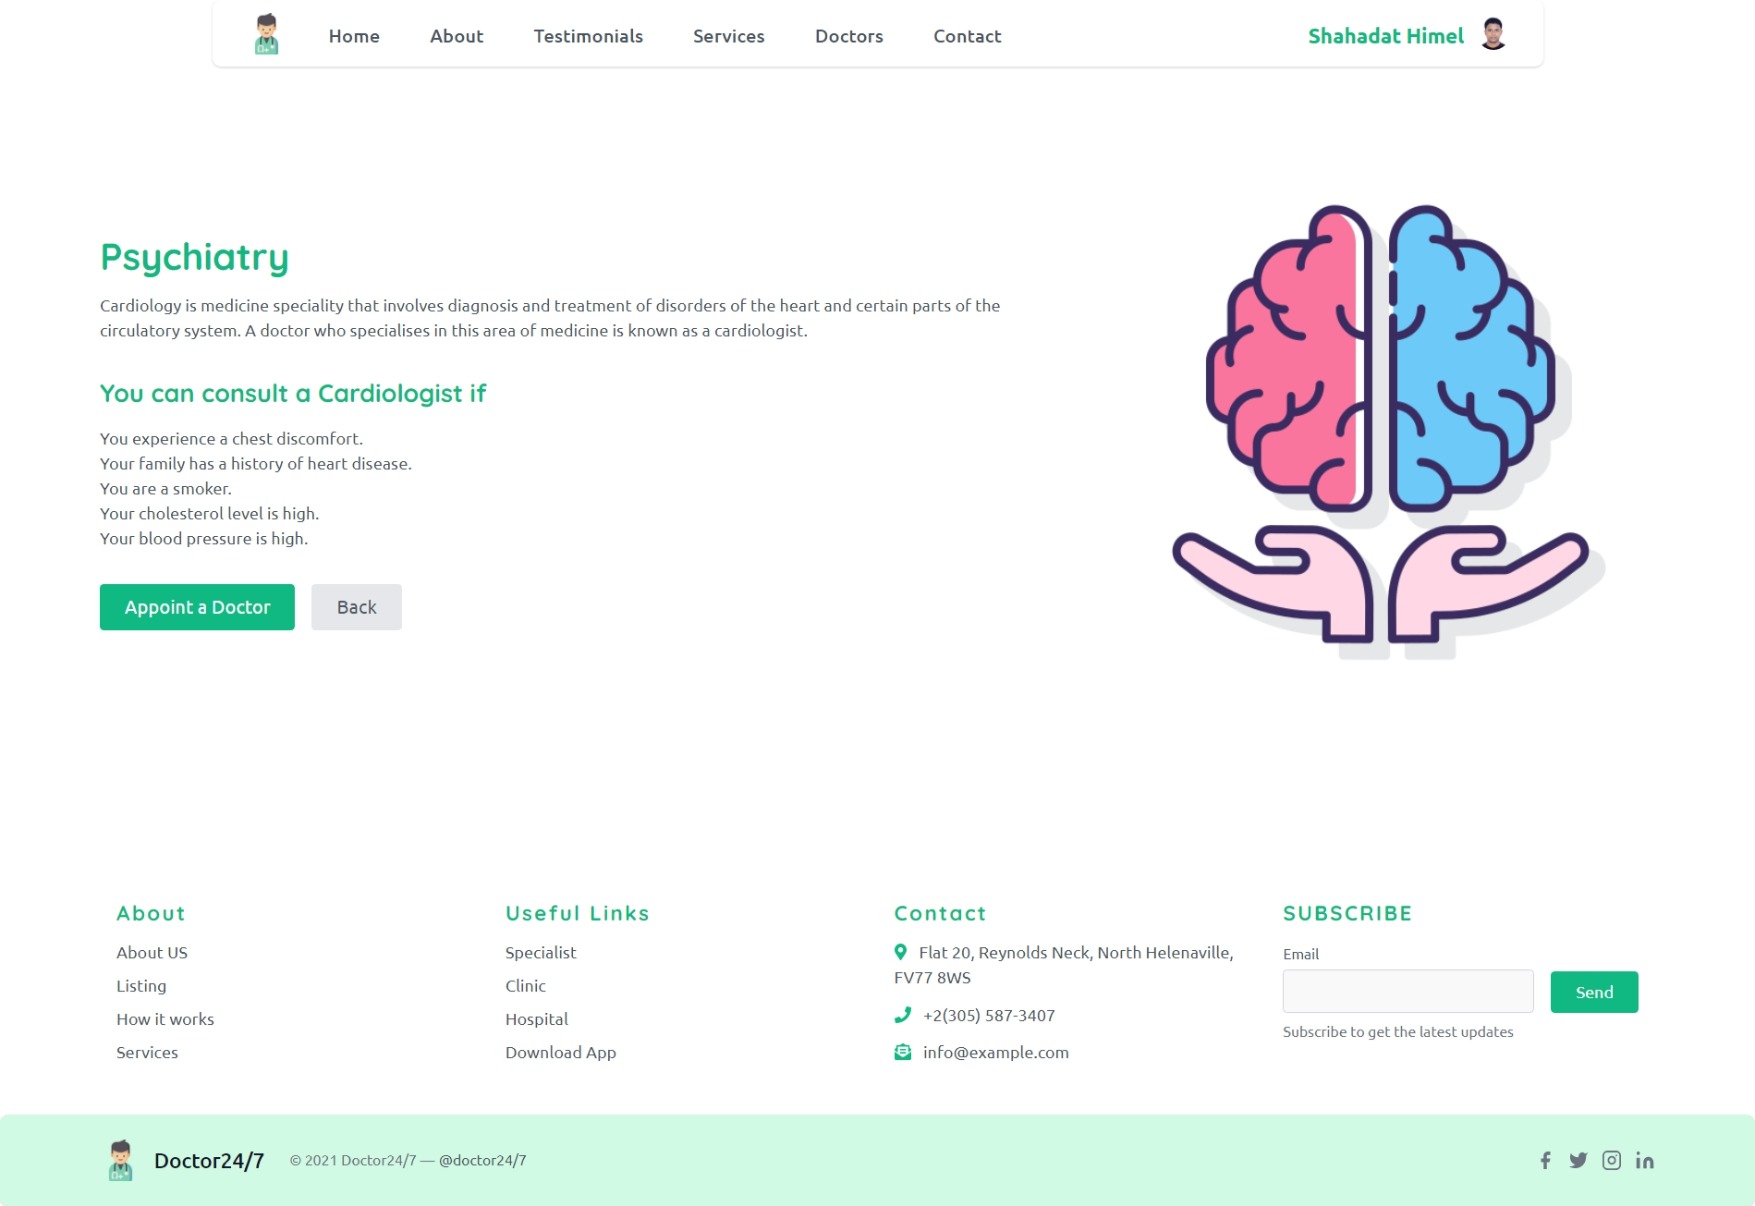 Home About Testimonials Services Doctors Contact Shahadat Himel
Psychiatry
Cardiology is medicine speciality that involves diagnosis and treatment of disorders of the heart and certain parts of the
circulatory system. A doctor who specialises in this area of medicine is known as a cardiologist.
You can consult a Cardiologist if
You experience a chest discomfort.
Your family has a history of heart disease.
You are a smoker.
Your cholesterol level is high.
Your blood pressure is high.
Appoint a Doctor Back
About
About US
Listing
How it works
Services
Useful Links
Specialist
Clinic
Hospital
Download App
Contact
Flat 20, Reynolds Neck, North Helenaville,
FV77 8WS
+2(305) 587-3407
info@example.com
SUBSCRIBE
Email
Send
Subscribe to get the latest updates
Doctor24/7 © 2021 Doctor24/7 — @doctor24/7